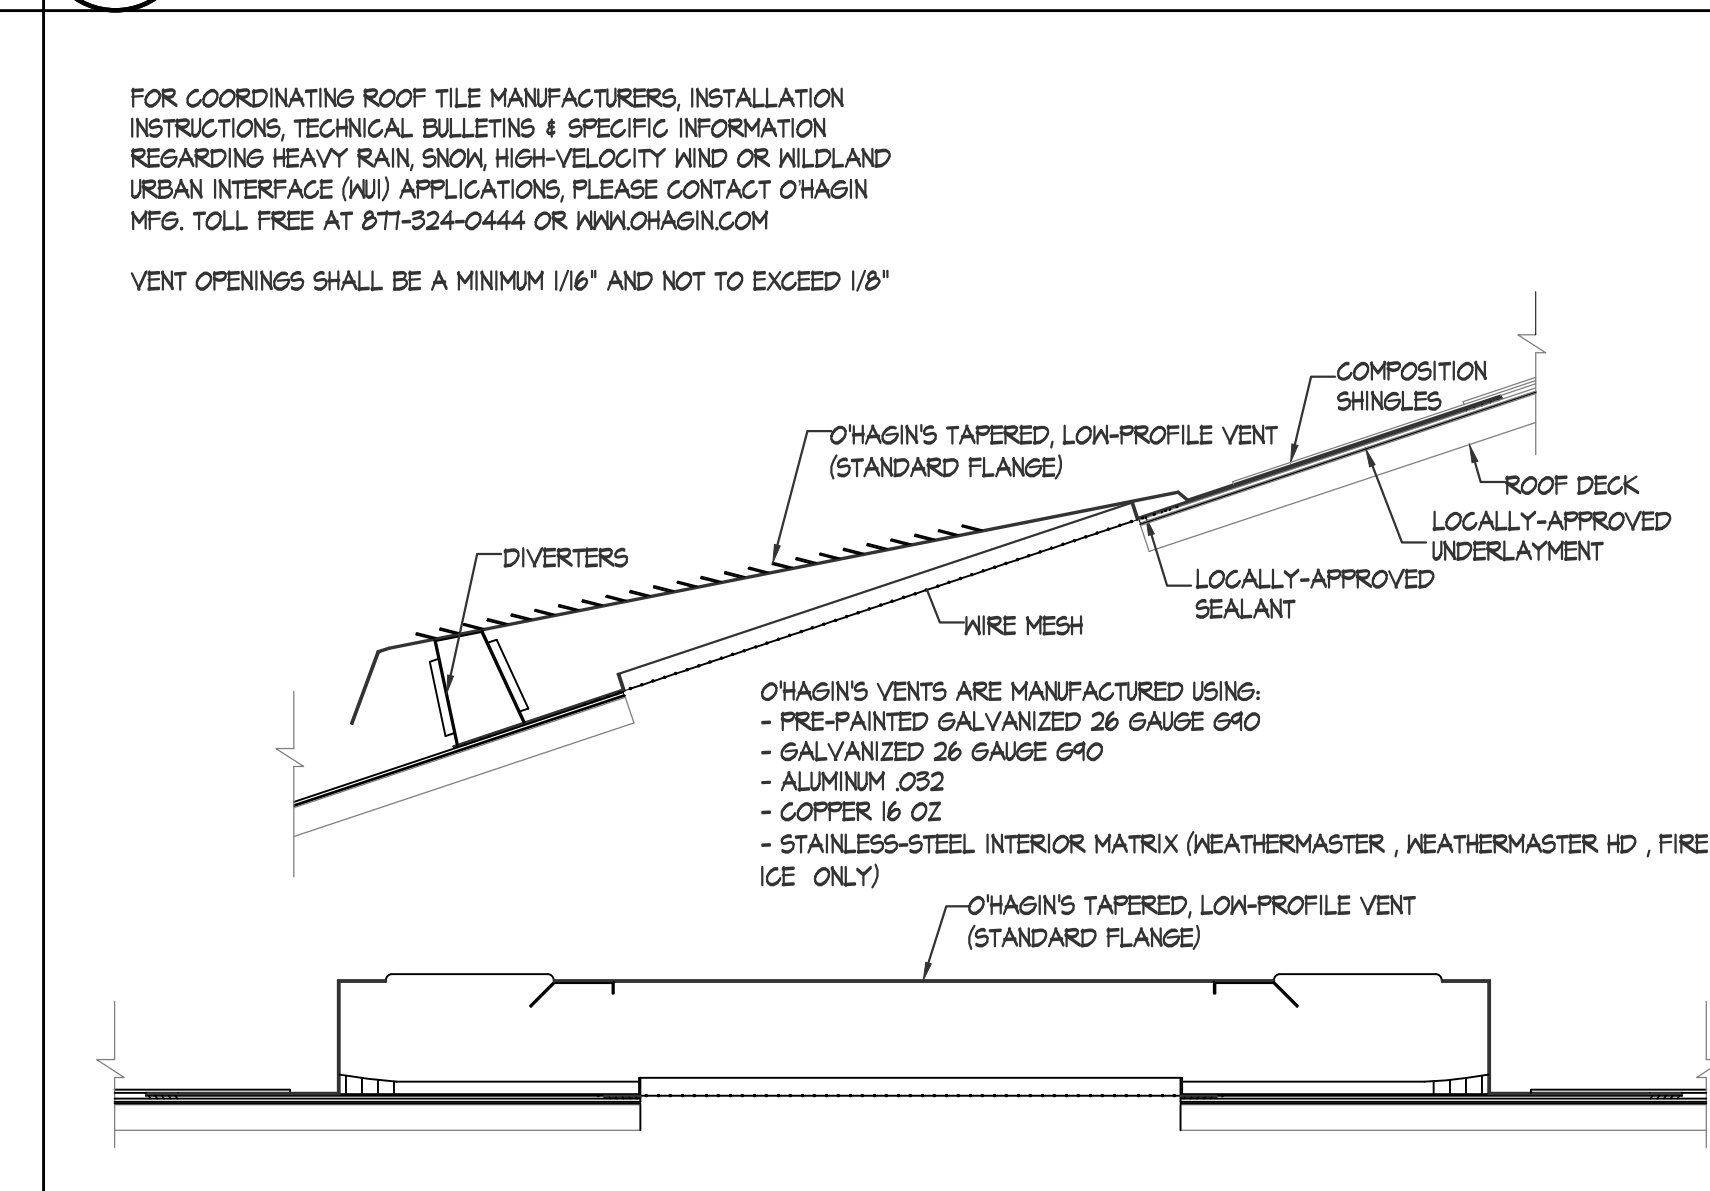 FOR COORDINATING ROOF TILE MANUFACTURERS, INSTALLATION
INSTRUCTIONS, TECHNICAL BULLETINS & SPECIFIC INFORMATION
REGARDING HEAVY RAIN, SNOW, HIGH-VELOCITY WIND OR WILDLAND
URBAN INTERFACE (WUI) APPLICATIONS, PLEASE CONTACT O'HAGIN
MFG. TOLL FREE AT 877-324-0444 OR WWW.OHAGIN.COM
VENT OPENINGS SHALL BE A MINIMUM 1/16" AND NOT TO EXCEED 1/8"
COMPOSITION
SHINGLES
O'HAGIN'S TAPERED, LOW-PROFILE VENT
(STANDARD FLANGE)
ROOF DECK
LOCALLY-APPROVED
UNDERLAYMENT
DIVERTERS
LOCALLY-APPROVED
SEALANT
WIRE MESH
O'HAGIN'S VENTS ARE MANUFACTURED USING:
- PRE-PAINTED GALVANIZED 26 GAUGE G90
- GALVANIZED 26 GAUGE G90
- ALUMINUM .032
- COPPER 16 OZ
- STAINLESS-STEEL INTERIOR MATRIX (WEATHERMASTER , WEATHERMASTER HD , FIRE
ICE ONLY)
O'HAGIN'S TAPERED, LOW-PROFILE VENT
(STANDARD FLANGE)